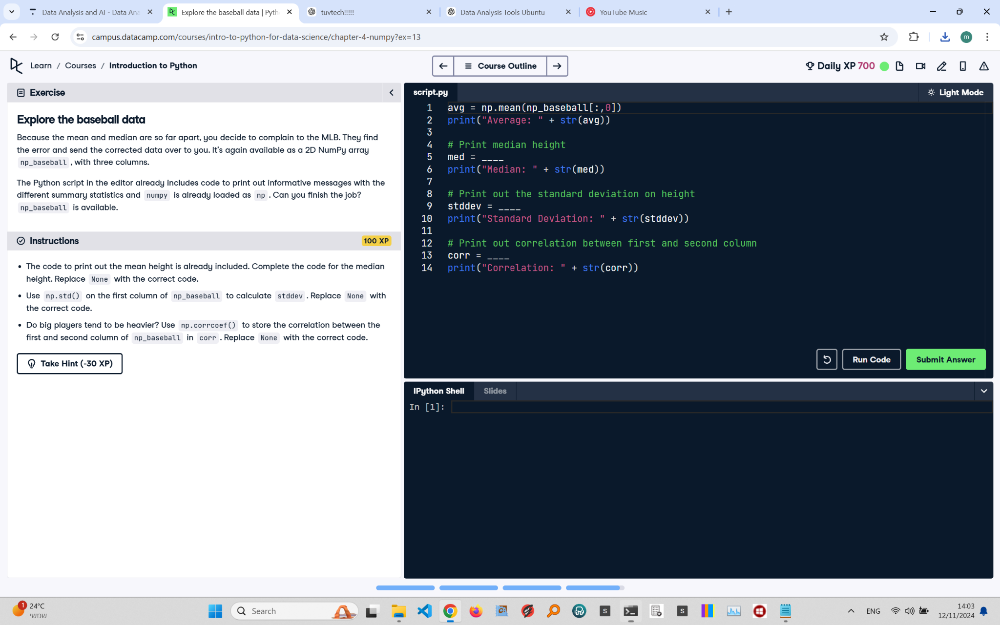 Data Analysis and AI - Data Ana
Explore the baseball data | Pyth
tuvtech!!!!!
Data Analysis Tools Ubuntu
YouTube Music
campus.datacamp.com/courses/intro-to-python-for-data-science/chapter-4-numpy?ex=13
m
Learn / Courses / Introduction to Python
Course Outline
Daily XP 700
Exercise
Explore the baseball data
Because the mean and median are so far apart, you decide to complain to the MLB. They find
the error and send the corrected data over to you. It's again available as a 2D NumPy array
np_baseball, with three columns.
The Python script in the editor already includes code to print out informative messages with the
different summary statistics and numpy is already loaded as np. Can you finish the job?
np_baseball is available.
Instructions
100 XP
• The code to print out the mean height is already included. Complete the code for the median
height. Replace None with the correct code.
• Use np.std() on the first column of np_baseball to calculate stddev. Replace None with
the correct code.
• Do big players tend to be heavier? Use np.corrcoef() to store the correlation between the
first and second column of np_baseball in corr. Replace None with the correct code.
Take Hint (-30 XP)
script.py
Light Mode
1 avg = np.mean(np_baseball[:,0])
2 print("Average: " + str(avg))
3
4 # Print median height
5 med = ____
6 print("Median: " + str(med))
7
8 # Print out the standard deviation on height
9 stddev = ____
10 print("Standard Deviation: " + str(stddev))
11
12 # Print out correlation between first and second column
13 corr = ____
14 print("Correlation: " + str(corr))
Run Code
Submit Answer
IPython Shell
Slides
In [1]:
1
24°C
שמשי
Search
S
S
ENG
14:03
12/11/2024